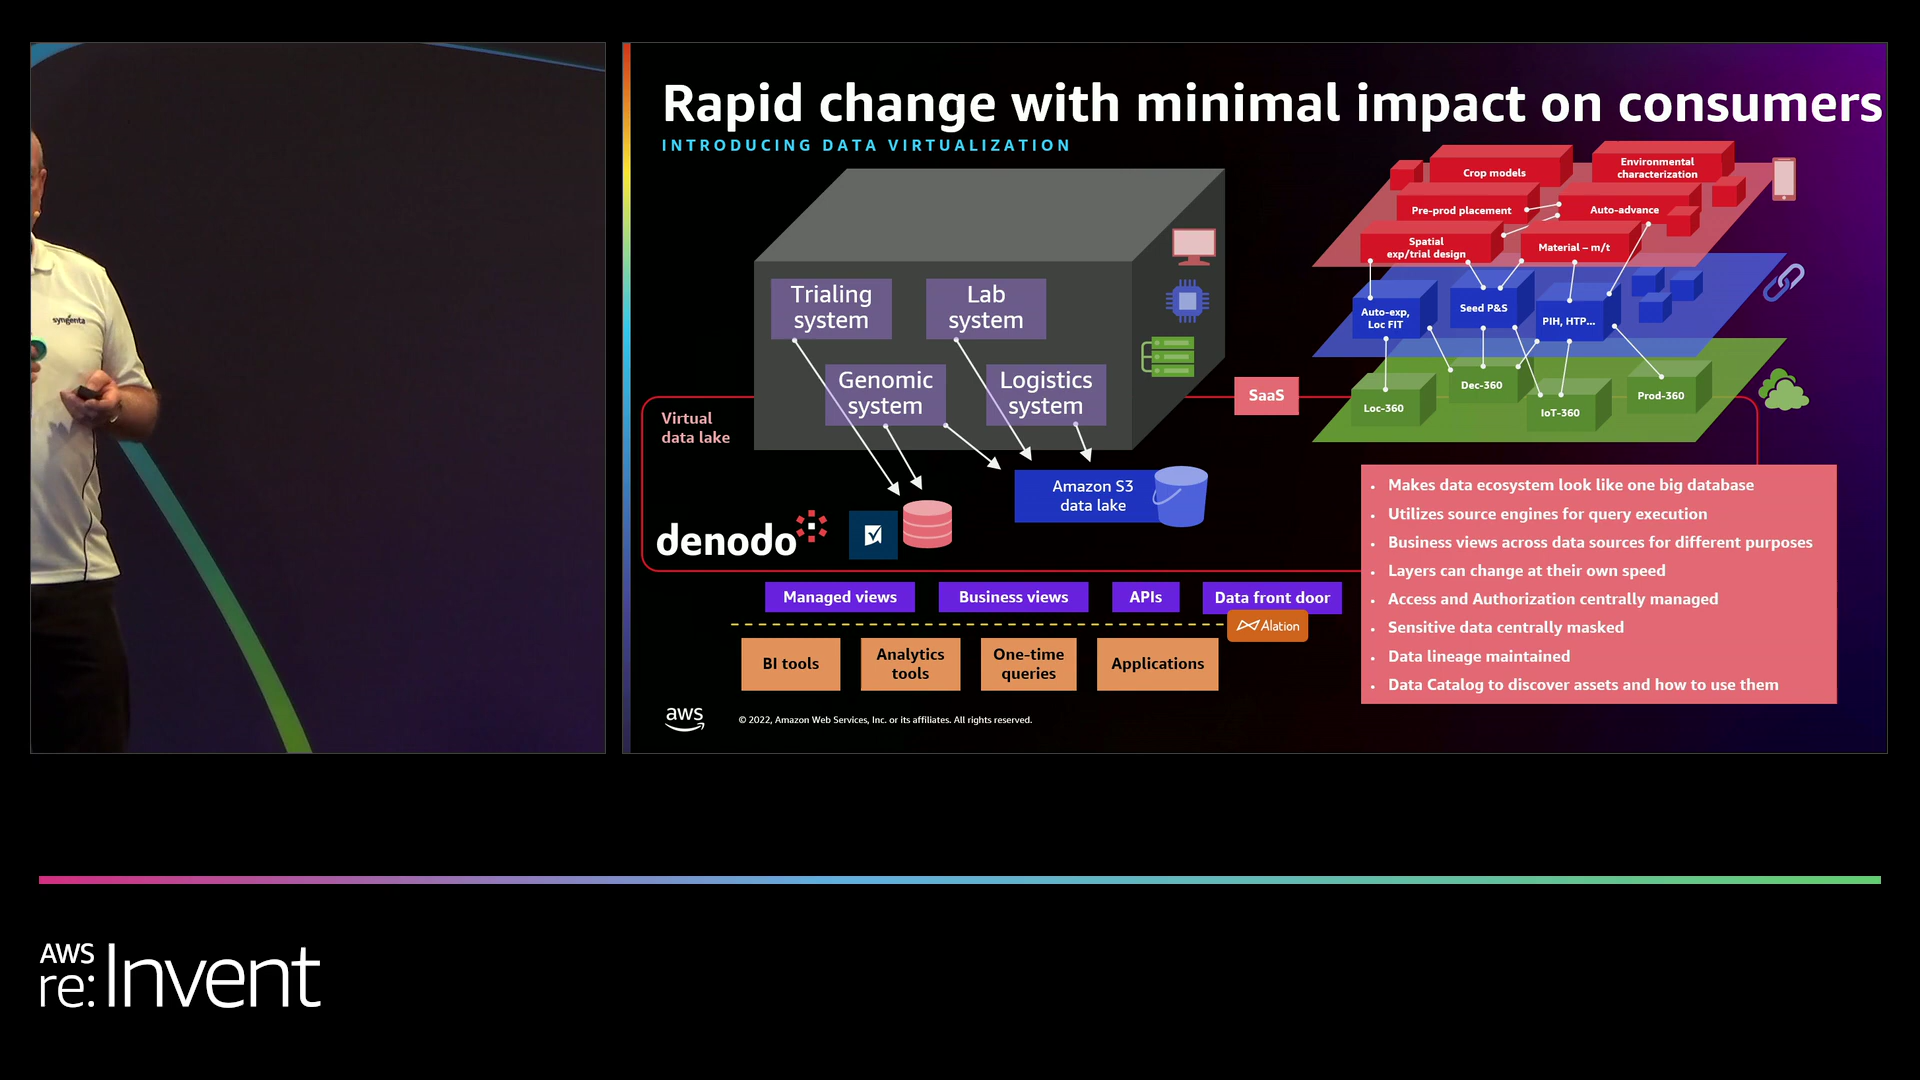 syngenta
Rapid change with minimal impact on consumers
INTRODUCING DATA VIRTUALIZATION
Trialing
system
Lab
system
Genomic
system
Logistics
system
Virtual
data lake
SaaS
Amazon S3
data lake
denodo
Crop models
Environmental
characterization
Pre-prod placement
Auto-advance
Spatial
exp/trial design
Material – m/t
Auto-exp,
Loc FIT
Seed P&S
PIH, HTP...
Loc-360
Dec-360
IoT-360
Prod-360
Managed views
Business views
APIs
Data front door
Alation
BI tools
Analytics
tools
One-time
queries
Applications
• Makes data ecosystem look like one big database
• Utilizes source engines for query execution
• Business views across data sources for different purposes
• Layers can change at their own speed
• Access and Authorization centrally managed
• Sensitive data centrally masked
• Data lineage maintained
• Data Catalog to discover assets and how to use them
aws
© 2022, Amazon Web Services, Inc. or its affiliates. All rights reserved.
AWS
re:Invent